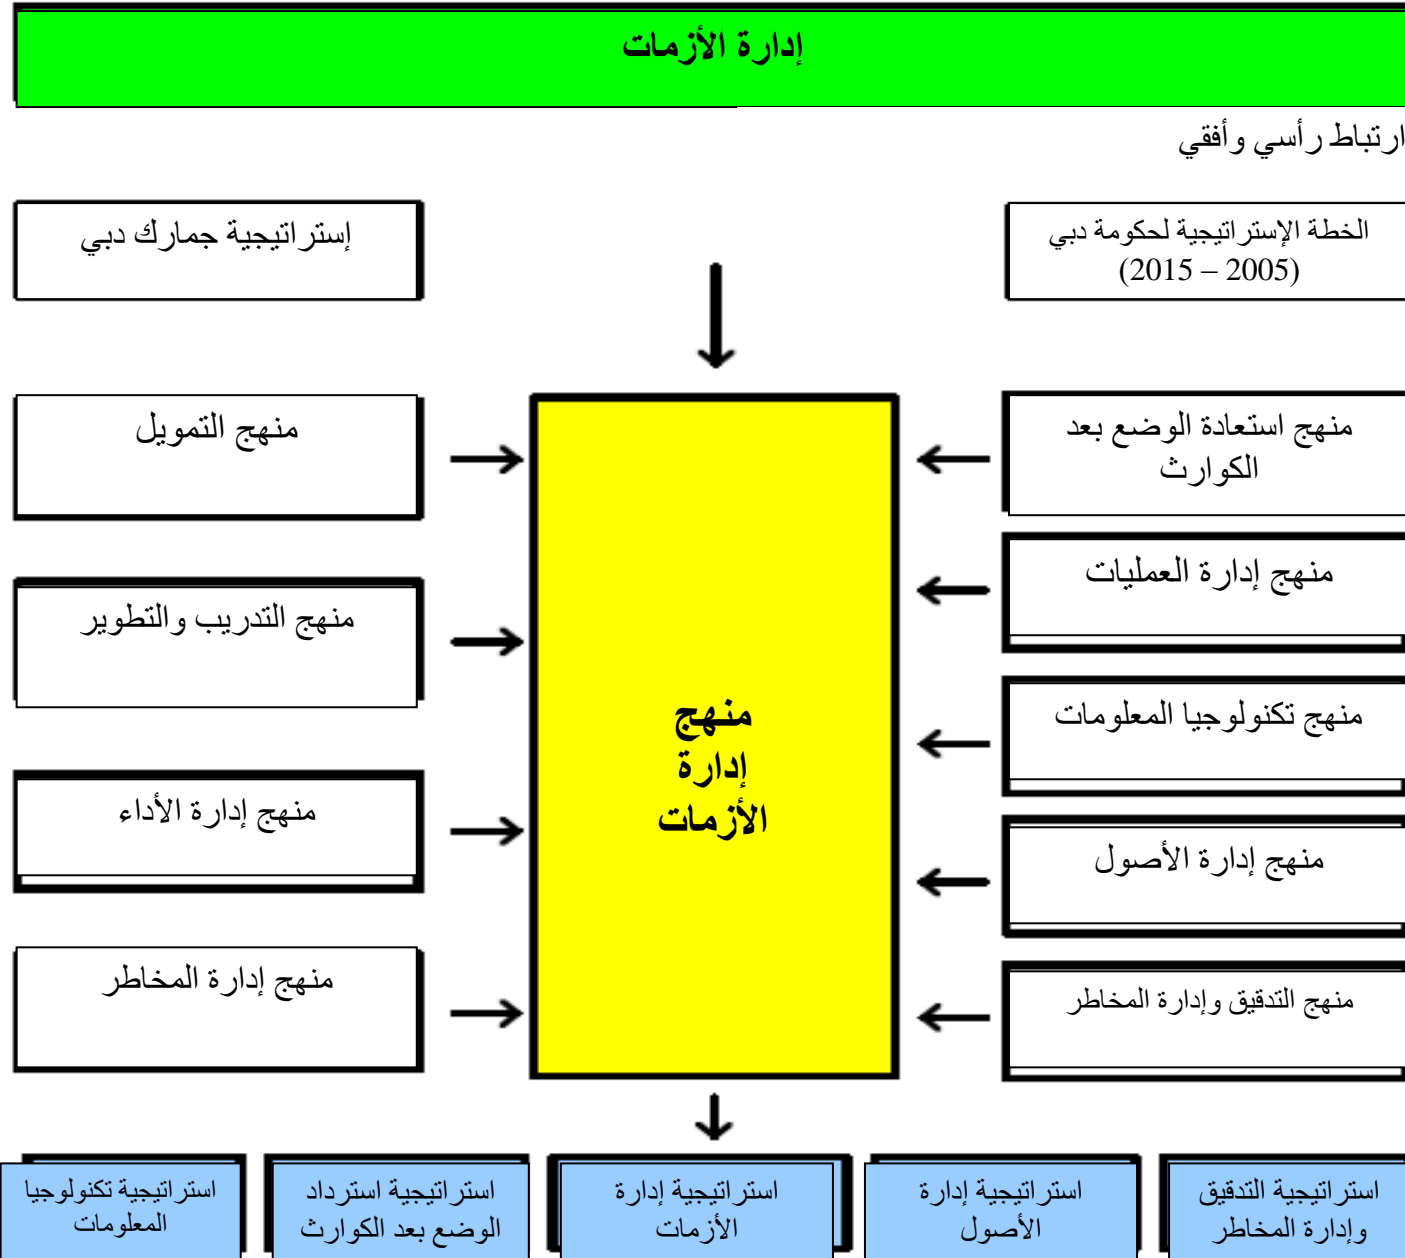 إدارة الأزمات
ارتباط رأسي وأفقي
الخطة الإستراتيجية لحكومة دبي
(2005 – 2015)
إستراتيجية جمارك دبي
منهج استعادة الوضع بعد
الكوارث
منهج إدارة العمليات
منهج تكنولوجيا المعلومات
منهج إدارة الأصول
منهج التدقيق وإدارة المخاطر
منهج
إدارة
الأزمات
منهج التمويل
منهج التدريب والتطوير
منهج إدارة الأداء
منهج إدارة المخاطر
استراتيجية التدقيق
وإدارة المخاطر
استراتيجية إدارة
الأصول
استراتيجية إدارة
الأزمات
استراتيجية استرداد
الوضع بعد الكوارث
استراتيجية تكنولوجيا
المعلومات